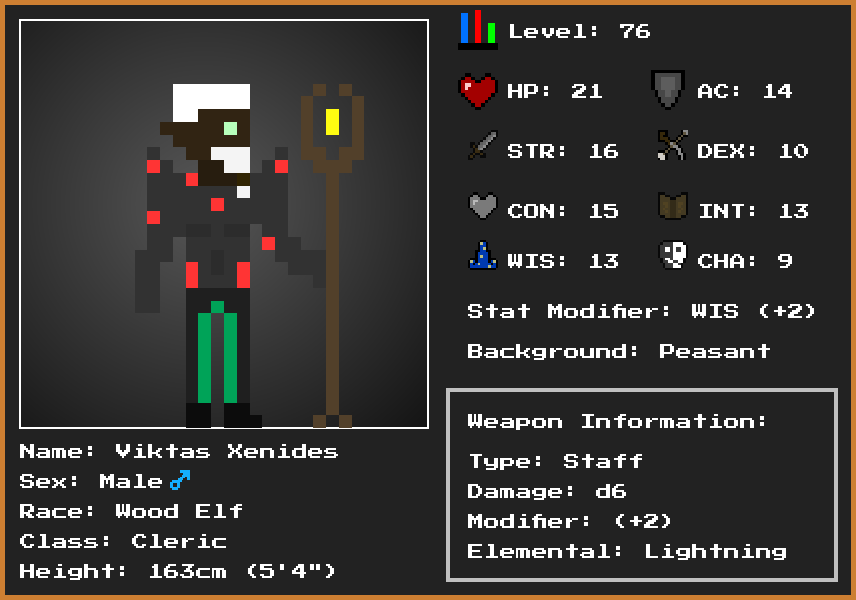 Level: 76
HP: 21
AC: 14
STR: 16
DEX: 10
CON: 15
INT: 13
WIS: 13
CHA: 9
Stat Modifier: WIS (+2)
Background: Peasant
Weapon Information:
Type: Staff
Damage: d6
Modifier: (+2)
Elemental: Lightning
Name: Viktas Xenides
Sex: Male♂
Race: Wood Elf
Class: Cleric
Height: 163cm (5'4")